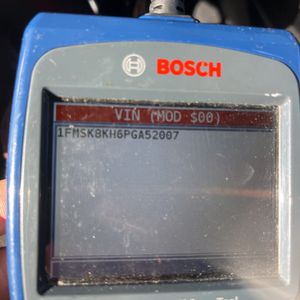 BOSCH
VIN (MOD $00)
1FMSK8KH6PGA52007